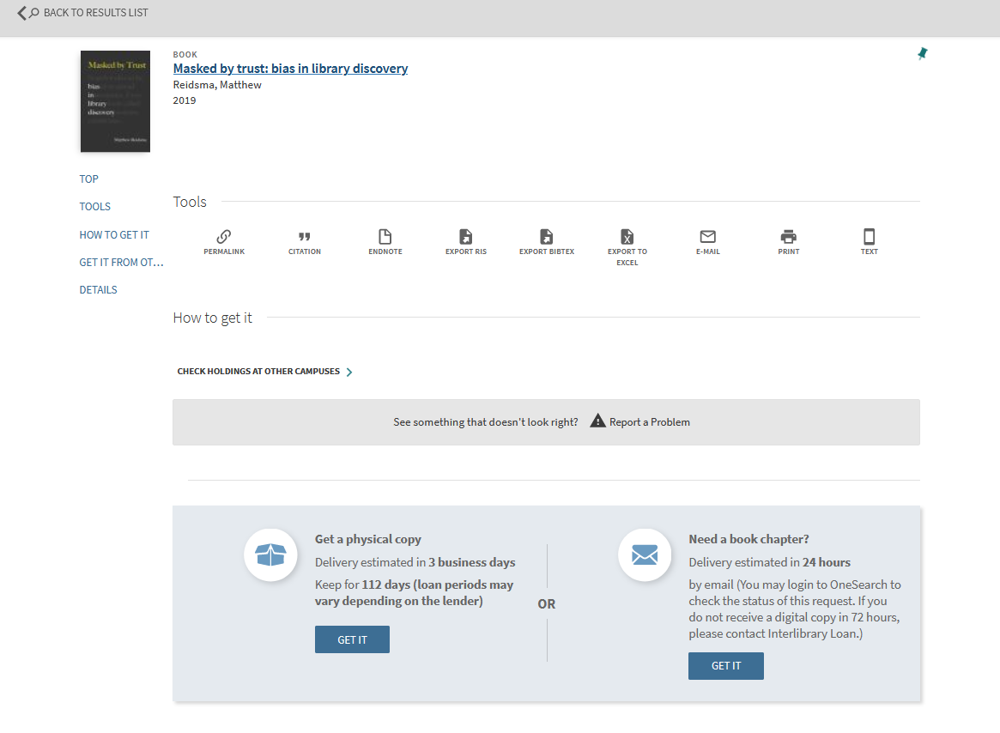 BACK TO RESULTS LIST
Masked by Trust
bias
in
library
discovery
Matthew Reidsma
BOOK
Masked by trust: bias in library discovery
Reidsma, Matthew
2019
TOP
TOOLS
HOW TO GET IT
GET IT FROM OT...
DETAILS
Tools
PERMALINK
CITATION
ENDNOTE
EXPORT RIS
EXPORT BIBTEX
EXPORT TO
EXCEL
E-MAIL
PRINT
TEXT
How to get it
CHECK HOLDINGS AT OTHER CAMPUSES
See something that doesn't look right? Report a Problem
Get a physical copy
Delivery estimated in 3 business days
Keep for 112 days (loan periods may
vary depending on the lender)
GET IT
OR
Need a book chapter?
Delivery estimated in 24 hours
by email (You may login to OneSearch to
check the status of this request. If you
do not receive a digital copy in 72 hours,
please contact Interlibrary Loan.)
GET IT